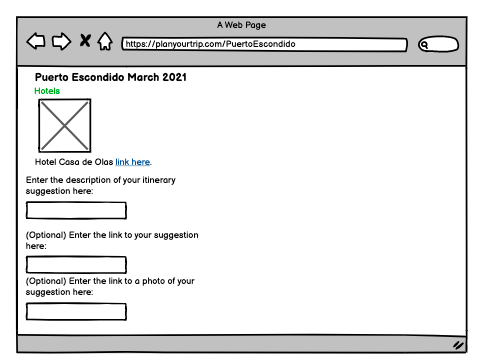 A Web Page
https://planyourtrip.com/PuertoEscondido
Puerto Escondido March 2021
Hotels
Hotel Casa de Olas link here.
Enter the description of your itinerary
suggestion here:
(Optional) Enter the link to your suggestion
here:
(Optional) Enter the link to a photo of your
suggestion here: